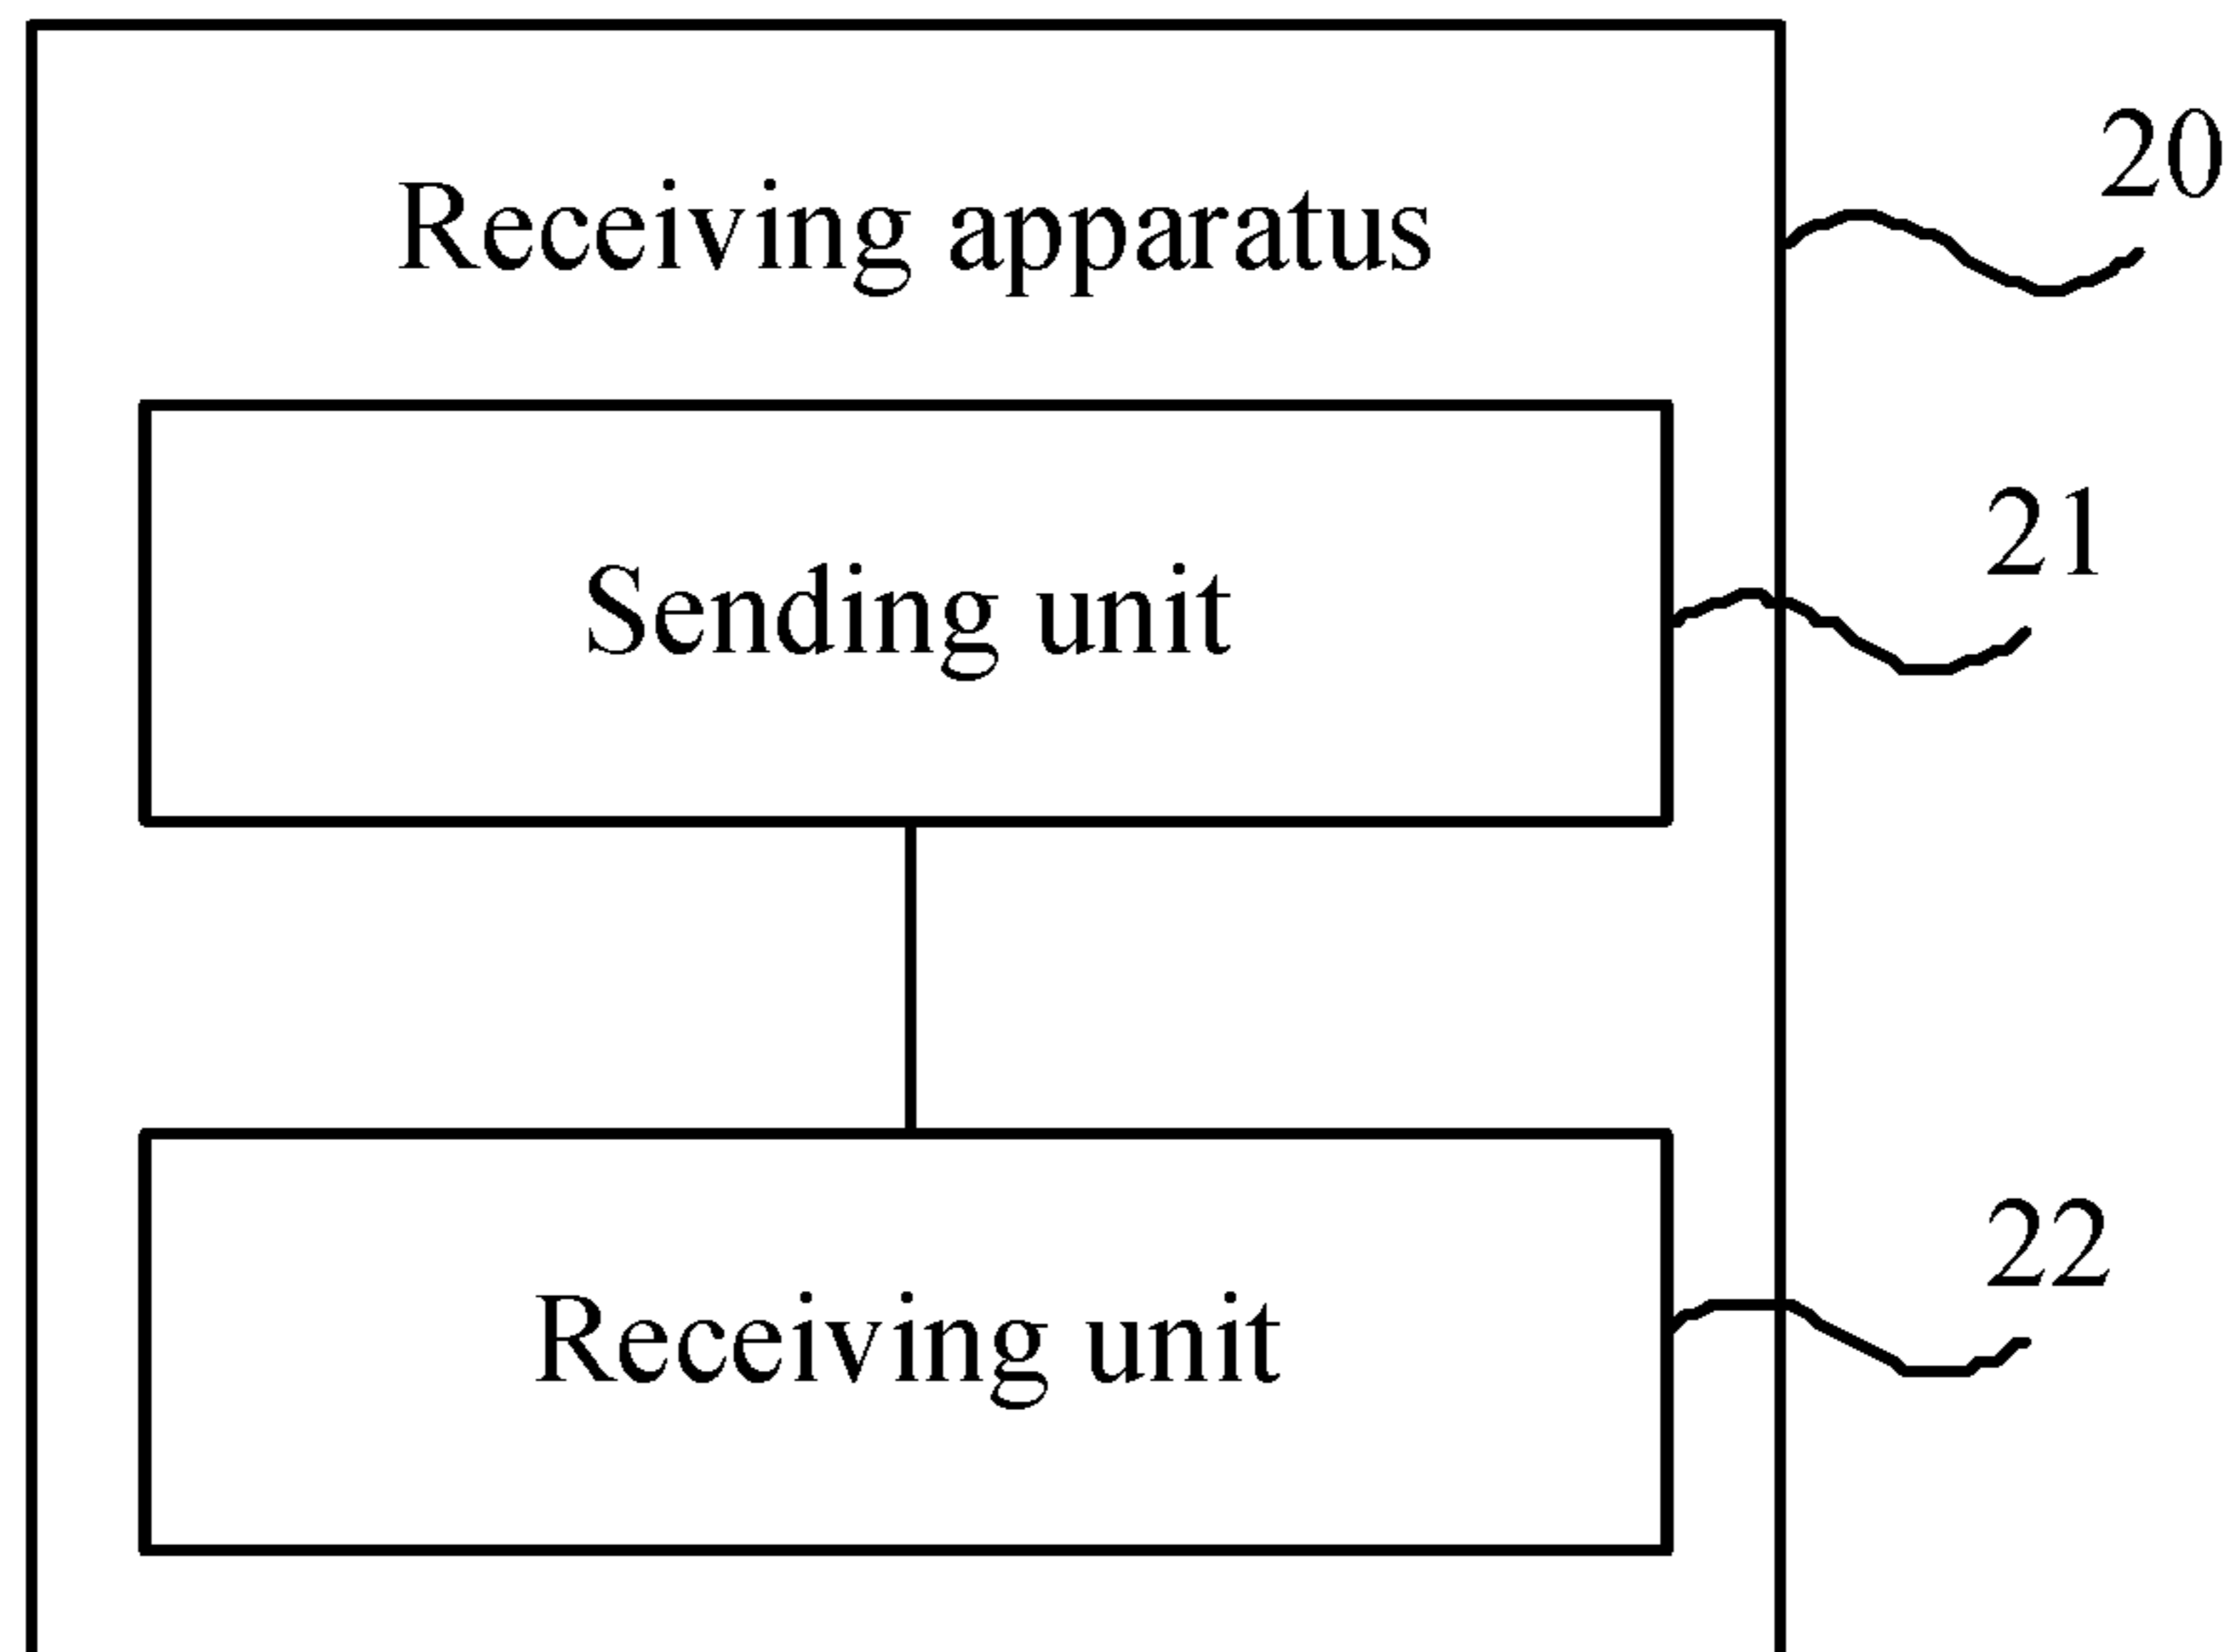 20
Receiving apparatus
21
Sending unit
22
Receiving unit